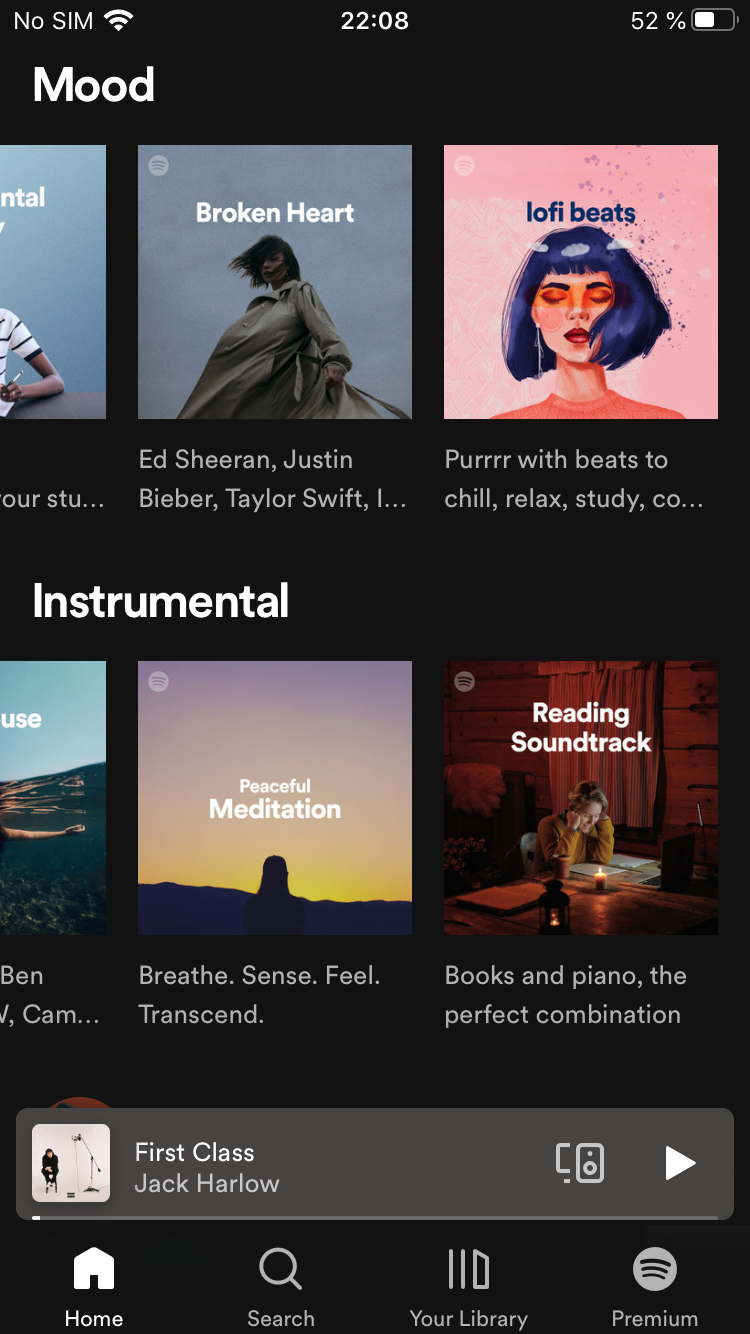 No SIM 22:08 52 %
Mood
ntal
Broken Heart
lofi beats
Ed Sheeran, Justin
Bieber, Taylor Swift, I...
Purrrr with beats to
chill, relax, study, co...
our stu...
Instrumental
use
Peaceful
Meditation
Reading
Soundtrack
Ben
, Cam...
Breathe. Sense. Feel.
Transcend.
Books and piano, the
perfect combination
First Class
Jack Harlow
Home
Search
Your Library
Premium